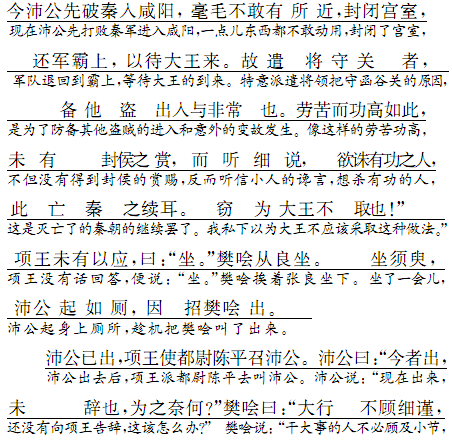 今沛公先破秦入咸阳，毫毛不敢有所近，封闭宫室，
现在沛公先打败秦军进入咸阳，一点儿东西都不敢动用，封闭了宫室，
还军霸上，以待大王来。故遣将守关者，
军队退回到霸上，等待大王的到来。特意派遣将领把守函谷关的原因，
备他盗出入与非常也。劳苦而功高如此，
是为了防备其他盗贼的进入和意外的变故发生。像这样的劳苦功高，
未有封侯之赏，而听细说，欲诛有功之人，
不但没有得到封侯的赏赐，反而听信小人的谗言，想杀有功的人，
此亡秦之续耳。窃为大王不取也！”
这是灭亡了的秦朝的继续罢了。我私下以为大王不应该采取这种做法。”
项王未有以应，曰：“坐。”樊哙从良坐。坐须臾，
项王没有话回答，便说：“坐。”樊哙挨着张良坐下。坐了一会儿，
沛公起如厕，因招樊哙出。
沛公起身上厕所，趁机把樊哙叫了出来。
沛公已出，项王使都尉陈平召沛公。沛公曰：“今者出，
沛公出去后，项王派都尉陈平去叫沛公。沛公说：“现在出来，
未辞也，为之奈何？”樊哙曰：“大行不顾细谨，
还没有向项王告辞，这该怎么办？”樊哙说：“干大事的人不必顾及小节，